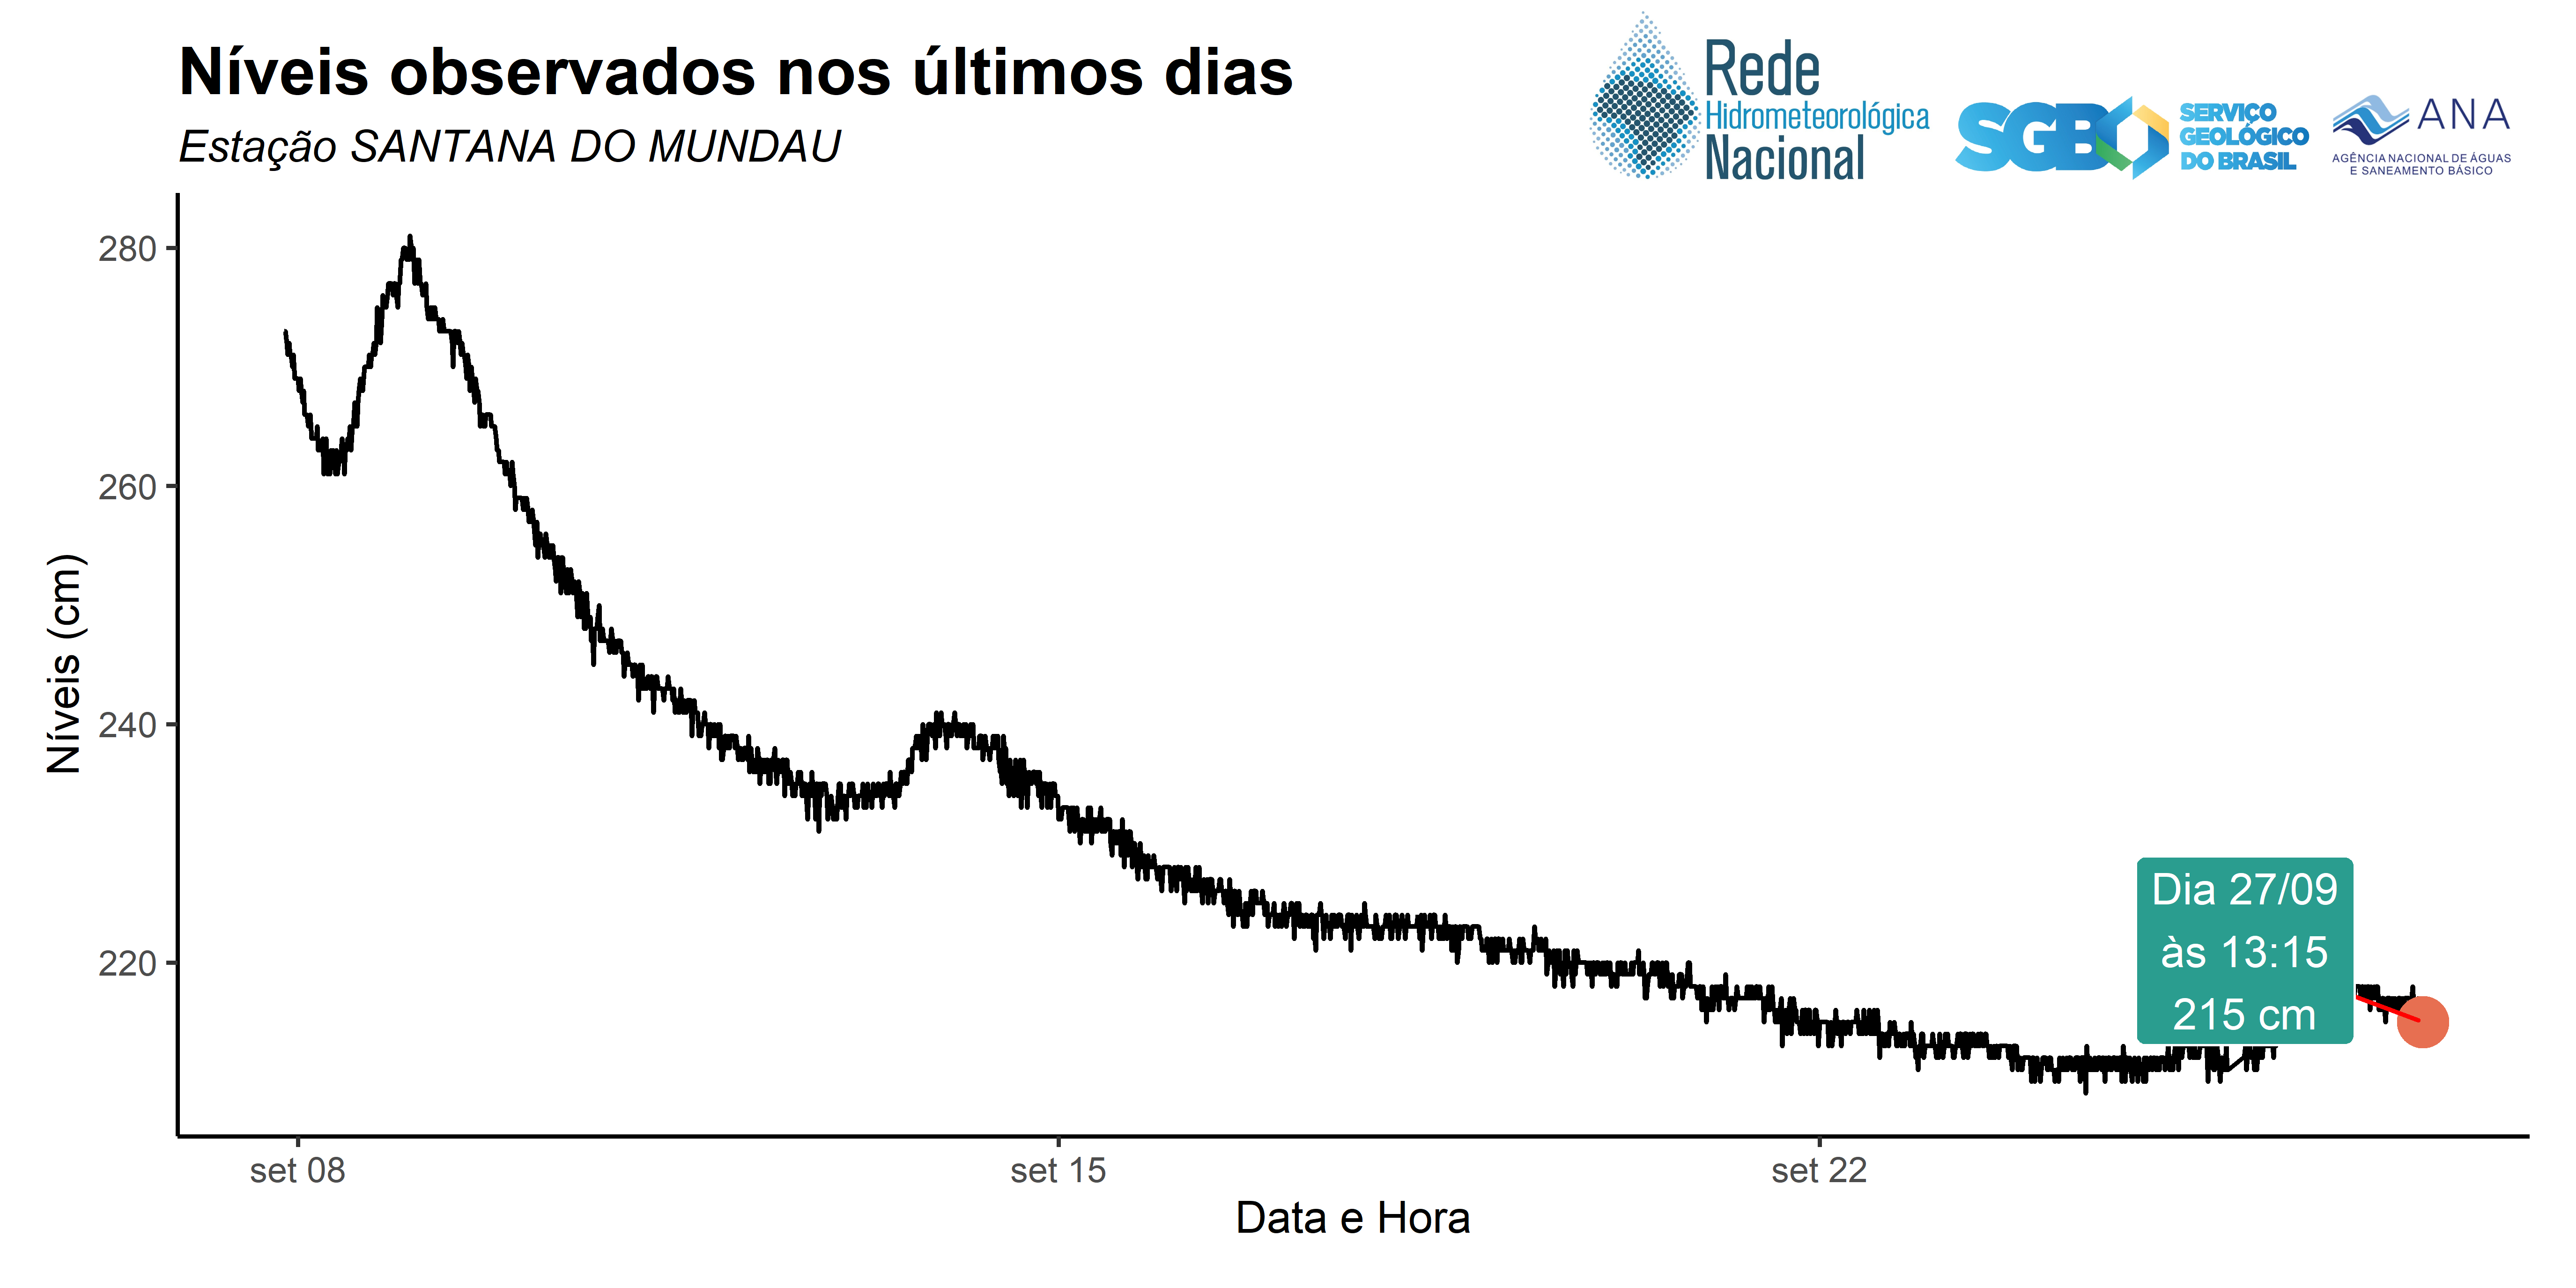 Níveis observados nos últimos dias
Estação SANTANA DO MUNDAU
Rede
Hidrometeorológica
Nacional
SGB
SERVIÇO
GEOLÓGICO
DO BRASIL
ANA
AGÊNCIA NACIONAL DE ÁGUAS
E SANEAMENTO BÁSICO
Níveis (cm)
280
260
240
220
Dia 27/09
às 13:15
215 cm
set 08
set 15
set 22
Data e Hora